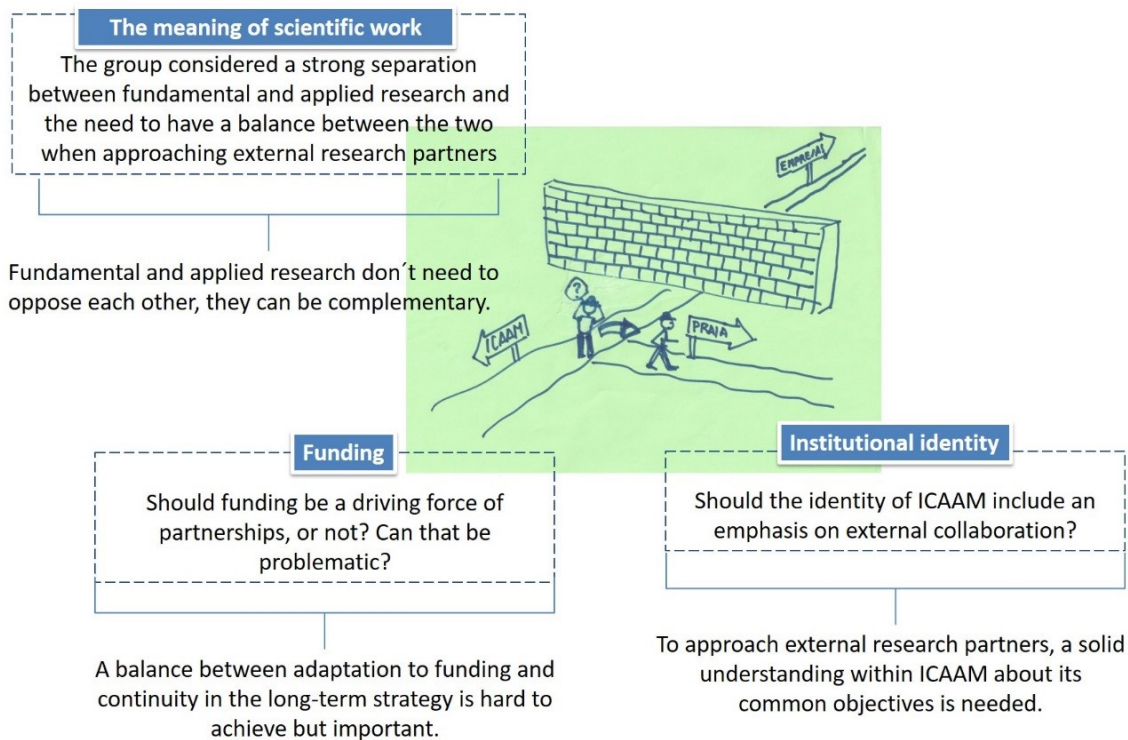 The meaning of scientific work
The group considered a strong separation
between fundamental and applied research and
the need to have a balance between the two
when approaching external research partners
Fundamental and applied research don´t need to
oppose each other, they can be complementary.
EMPRESAS
?
ICAAM
PRAIA
Funding
Should funding be a driving force of
partnerships, or not? Can that be
problematic?
A balance between adaptation to funding and
continuity in the long-term strategy is hard to
achieve but important.
Institutional identity
Should the identity of ICAAM include an
emphasis on external collaboration?
To approach external research partners, a solid
understanding within ICAAM about its
common objectives is needed.